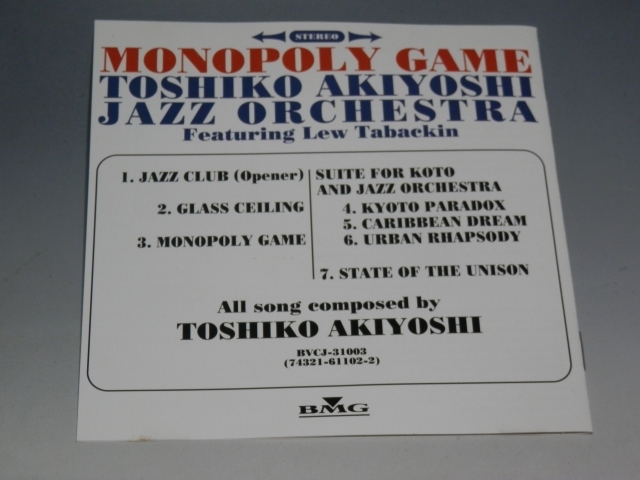 STEREO
MONOPOLY GAME
TOSHIKO AKIYOSHI
JAZZ ORCHESTRA
Featuring Lew Tabackin
1. JAZZ CLUB (Opener)
2. GLASS CEILING
3. MONOPOLY GAME
SUITE FOR KOTO
AND JAZZ ORCHESTRA
4. KYOTO PARADOX
5. CARIBBEAN DREAM
6. URBAN RHAPSODY
7. STATE OF THE UNISON
All song composed by
TOSHIKO AKIYOSHI
BVCJ-31003
(74321-61102-2)
BMG